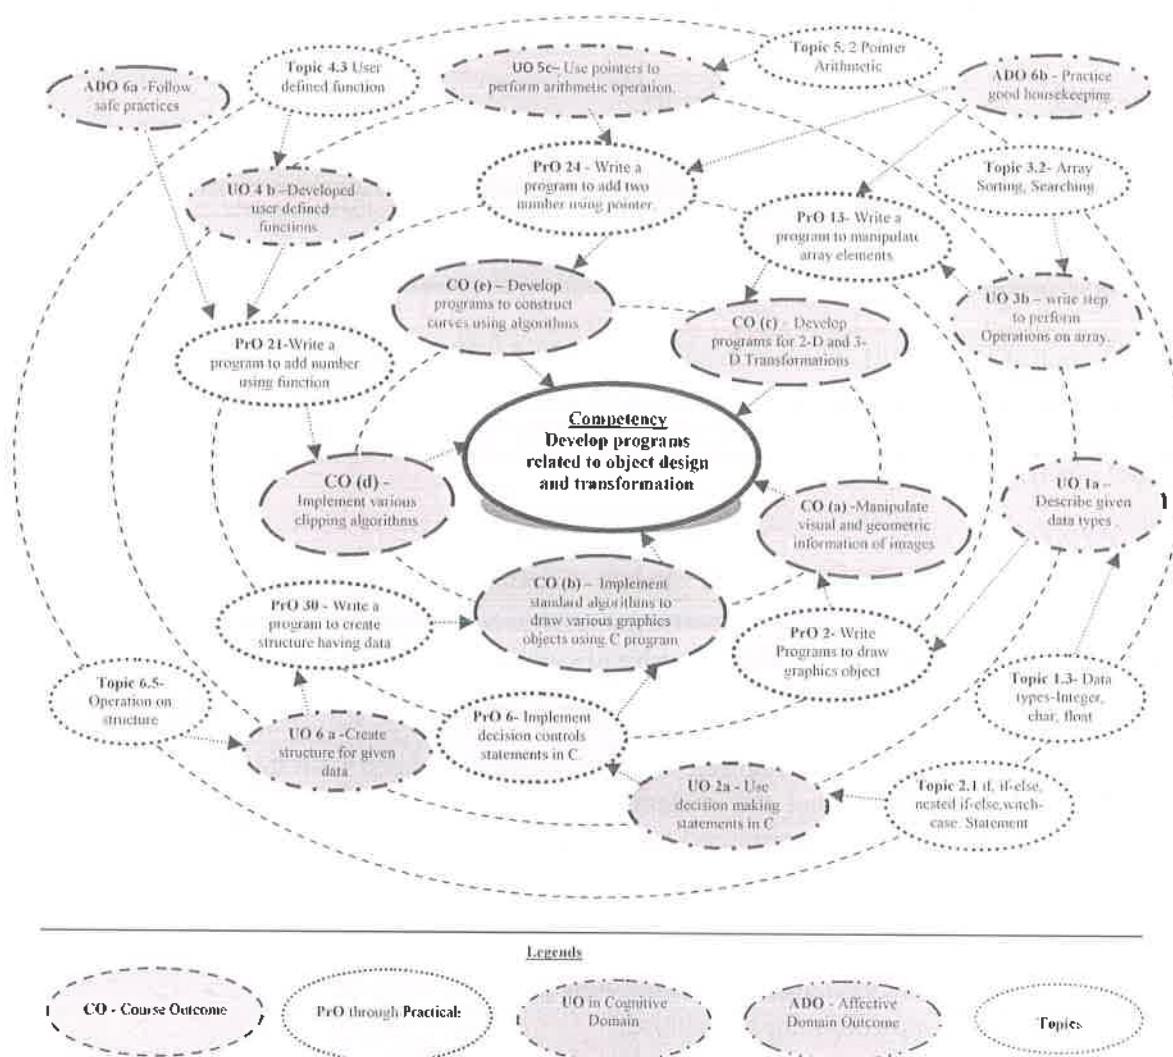 Topic 4.3 User
defined function
UO 5c– Use pointers to
perform arithmetic operation.
Topic 5, 2 Pointer
Arithmetic
ADO 6a -Follow
safe practices
ADO 6b - Practice
good housekeeping.
PrO 24 - Write a
program to add two
number using pointer.
Topic 3.2- Array
Sorting, Searching
UO 4 b –Developed
user defined
functions
PrO 13- Write a
program to manipulate
array elements
CO (e) – Develop
programs to construct
curves using algorithms
CO (c) - Develop
programs for 2-D and 3-
D Transformations
UO 3b – write step
to perform
Operations on array.
PrO 21-Write a
program to add number
using function
Competency
Develop programs
related to object design
and transformation
CO (d) -
Implement various
clipping algorithms
CO (a) -Manipulate
visual and geometric
information of images
UO 1a –
Describe given
data types
PrO 30 - Write a
program to create
structure having data
CO (b) – Implement
standard algorithms to
draw various graphics
objects using C program
PrO 2- Write
Programs to draw
graphics object
Topic 6.5-
Operation on
structure
Topic 1.3- Data
types-Integer,
char, float
UO 6 a -Create
structure for given
data
PrO 6- Implement
decision controls
statements in C.
UO 2a - Use
decision making
statements in C
Topic 2.1 if, if-else,
nested if-else,witch-
case. Statement
Legends
CO - Course Outcome
PrO through Practical:
UO in Cognitive
Domain
ADO - Affective
Domain Outcome
Topics